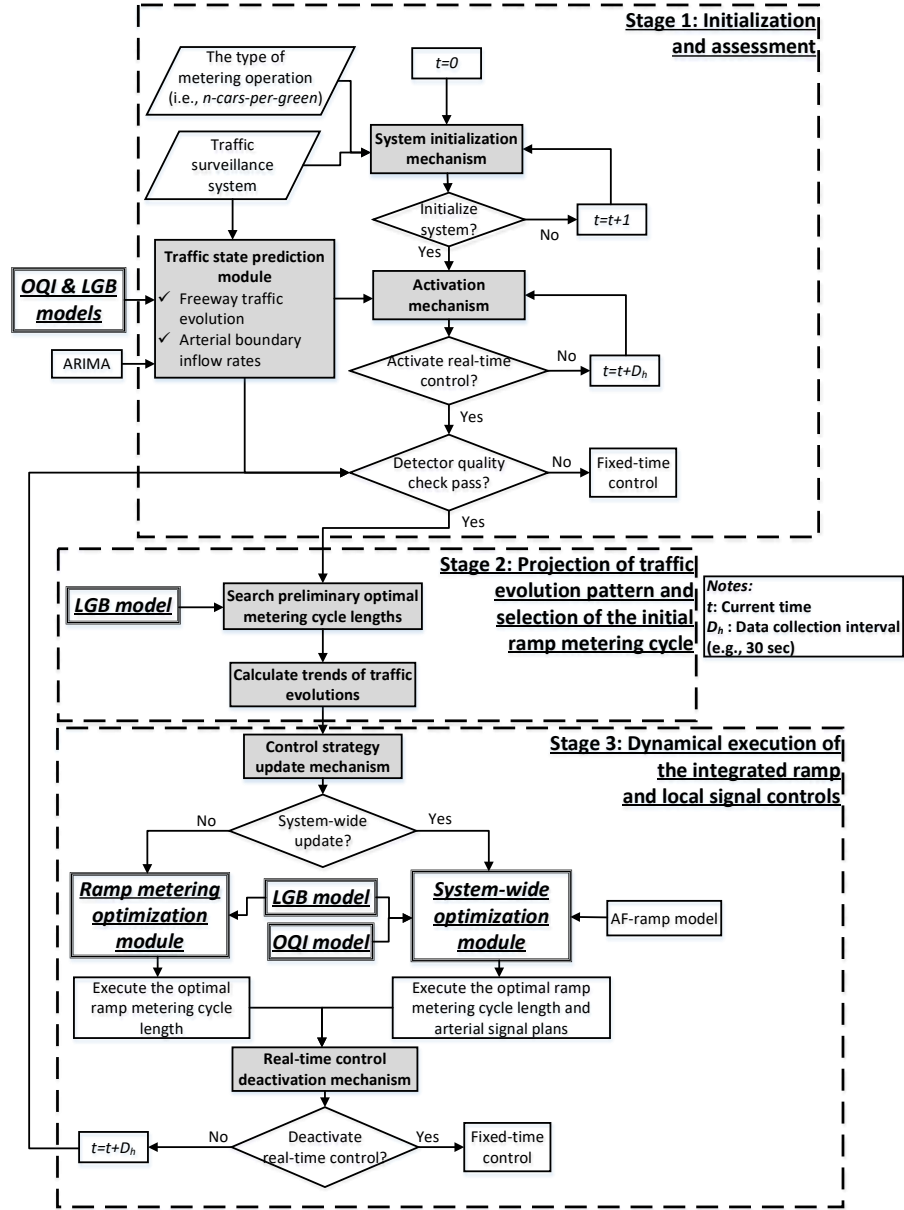 Stage 1: Initialization
and assessment
The type of
metering operation
(i.e., n-cars-per-green)
t=0
Traffic
surveillance
system
System initialization
mechanism
Initialize
system?
No
t=t+1
Yes
Traffic state prediction
module
✓ Freeway traffic
evolution
✓ Arterial boundary
inflow rates
OQI & LGB
models
ARIMA
Activation
mechanism
Activate real-time
control?
No
t=t+Dh
Yes
Detector quality
check pass?
No
Fixed-time
control
Yes
Stage 2: Projection of traffic
evolution pattern and
selection of the initial
ramp metering cycle
LGB model
Search preliminary optimal
metering cycle lengths
Calculate trends of traffic
evolutions
Notes:
t: Current time
Dh : Data collection interval
(e.g., 30 sec)
Stage 3: Dynamical execution of
the integrated ramp
and local signal controls
Control strategy
update mechanism
System-wide
update?
No
Yes
Ramp metering
optimization
module
LGB model
OQI model
System-wide
optimization
module
AF-ramp model
Execute the optimal
ramp metering cycle
length
Execute the optimal ramp
metering cycle length and
arterial signal plans
Real-time control
deactivation mechanism
Deactivate
real-time control?
No
t=t+Dh
Yes
Fixed-time
control